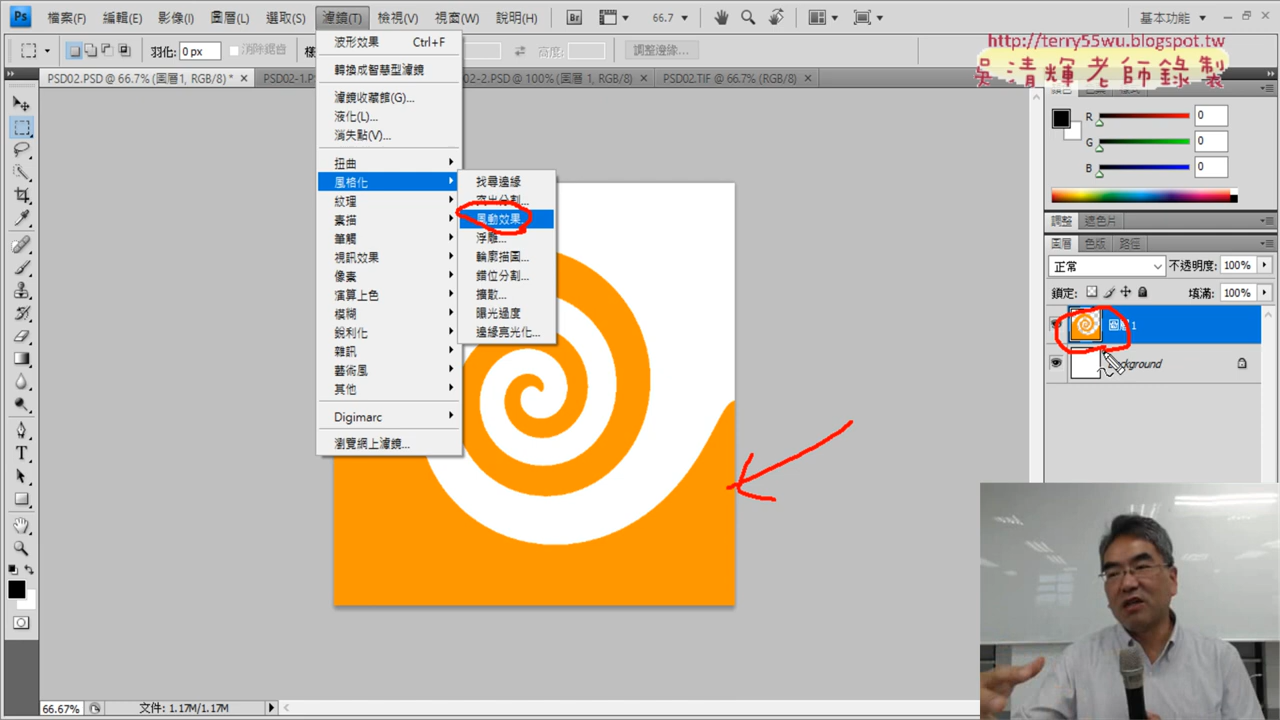 Ps 檔案(F) 編輯(E) 影像(I) 圖層(L) 選取(S) 濾鏡(T) 檢視(V) 視窗(W) 說明(H) Br 66.7 基本功能
羽化: 0 px 消除鋸齒 高度: 調整邊緣...
http://terry55wu.blogspot.tw
吳清輝老師錄製
PSD02.PSD @ 66.7% (圖層 1, RGB/8) * PSD02-1.P -2.PSD @ 100% (圖層 1, RGB/8) PSD02.TIF @ 66.7% (RGB/8)
波形效果 Ctrl+F
轉換成智慧型濾鏡
濾鏡收藏館(G)...
液化(L)...
消失點(V)...
扭曲
風格化
紋理
素描
筆觸
視訊效果
像素
演算上色
模糊
銳利化
雜訊
藝術風
其他
Digimarc
瀏覽網上濾鏡...
找尋邊緣
突出分割...
風動效果...
浮雕...
輪廓描圖...
錯位分割...
擴散...
曝光過度
邊緣亮光化...
R 0
G 0
B 0
調整 遮色片
圖層 色版 路徑
正常 不透明度: 100%
鎖定: 填滿: 100%
圖層 1
Background
66.67% 文件: 1.17M/1.17M